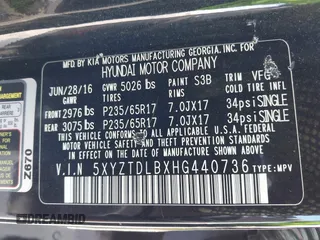 MFD. BY KIA MOTORS MANUFACTURING GEORGIA, INC. FOR
HYUNDAI MOTOR COMPANY
JUN/28/16 GVWR 5026 lbs PAINT S3B TRIM VFG
TIRES RIMS COLD TIRE INFL
FRONT 2976 lbs P235/65R17 7.0JX17 34psi SINGLE
REAR 3075 lbs P235/65R17 7.0JX17 34psi SINGLE
THIS VEHICLE CONFORMS TO ALL APPLICABLE
FEDERAL MOTOR VEHICLE SAFETY, BUMPER, AND THEFT
PREVENTION STANDARDS IN EFFECT ON THE DATE
OF MANUFACTURE SHOWN ABOVE.
V.I.N 5XYZTDLBXHG440736 TYPE: MPV
2670
DREAMBID